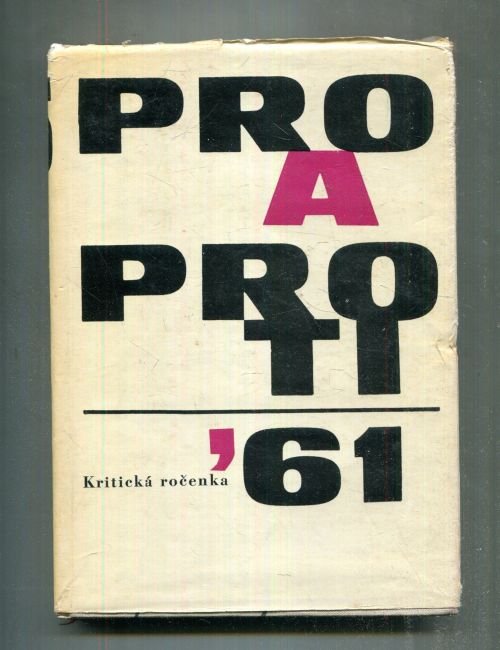 PRO
A
PRO
TI
Kritická ročenka '61